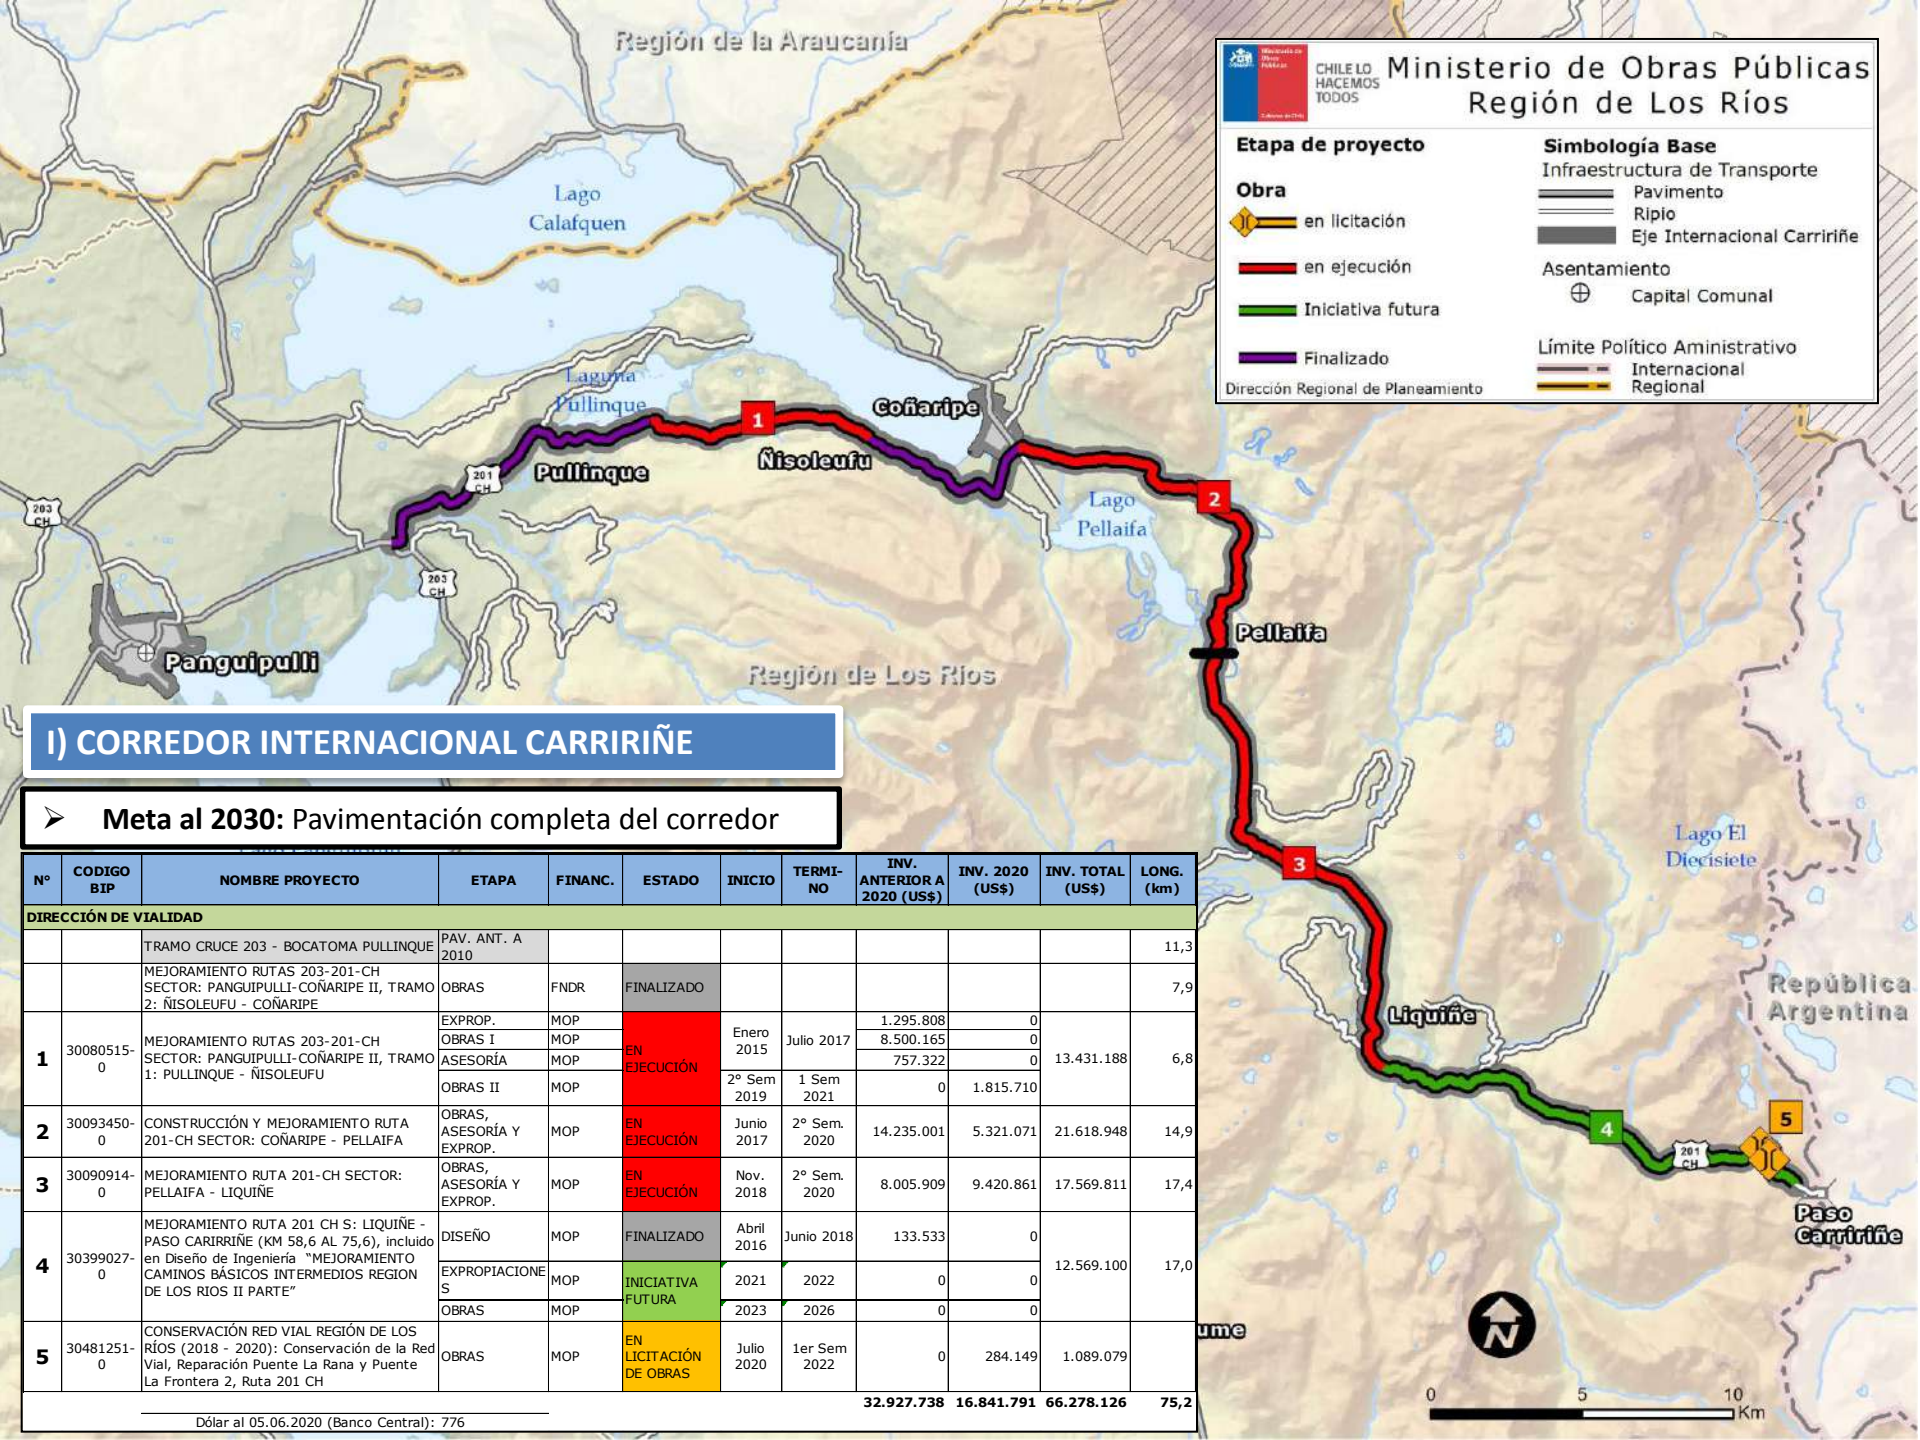 Región de la Araucanía
Ministerio de Obras Públicas
CHILE LO
HACEMOS
TODOS
Región de Los Ríos
Etapa de proyecto
Obra
en licitación
en ejecución
Iniciativa futura
Finalizado
Dirección Regional de Planeamiento
Simbología Base
Infraestructura de Transporte
Pavimento
Ripio
Eje Internacional Carririñe
Asentamiento
Capital Comunal
Límite Político Aministrativo
Internacional
Regional
Lago
Calafquen
Laguna
Pullinque
Coñaripe
1
Ñisoleufu
Pullinque
201
CH
203
CH
203
CH
Lago
Pellaifa
2
Pellaifa
Panguipulli
Región de Los Ríos
3
Lago El
Diecisiete
Liquiñe
República
Argentina
4
5
201
CH
Paso
Carririñe
ume
N
0 5 10
Km
I) CORREDOR INTERNACIONAL CARRIRIÑE
➢ Meta al 2030: Pavimentación completa del corredor
N° CODIGO BIP NOMBRE PROYECTO ETAPA FINANC. ESTADO INICIO TERMI-NO INV. ANTERIOR A 2020 (US$) INV. 2020 (US$) INV. TOTAL (US$) LONG. (km)
DIRECCIÓN DE VIALIDAD
TRAMO CRUCE 203 - BOCATOMA PULLINQUE PAV. ANT. A 2010 11,3
MEJORAMIENTO RUTAS 203-201-CH
SECTOR: PANGUIPULLI-COÑARIPE II, TRAMO OBRAS FNDR FINALIZADO 7,9
2: ÑISOLEUFU - COÑARIPE
1 30080515-0 MEJORAMIENTO RUTAS 203-201-CH
SECTOR: PANGUIPULLI-COÑARIPE II, TRAMO
1: PULLINQUE - ÑISOLEUFU
EXPROP. MOP EN EJECUCIÓN Enero 2015 Julio 2017 1.295.808 0 13.431.188 6,8
OBRAS I MOP 8.500.165 0
ASESORÍA MOP 757.322 0
OBRAS II MOP 2° Sem 2019 1 Sem 2021 0 1.815.710
2 30093450-0 CONSTRUCCIÓN Y MEJORAMIENTO RUTA
201-CH SECTOR: COÑARIPE - PELLAIFA
OBRAS, ASESORÍA Y EXPROP. MOP EN EJECUCIÓN Junio 2017 2° Sem. 2020 14.235.001 5.321.071 21.618.948 14,9
3 30090914-0 MEJORAMIENTO RUTA 201-CH SECTOR:
PELLAIFA - LIQUIÑE
OBRAS, ASESORÍA Y EXPROP. MOP EN EJECUCIÓN Nov. 2018 2° Sem. 2020 8.005.909 9.420.861 17.569.811 17,4
4 30399027-0 MEJORAMIENTO RUTA 201 CH S: LIQUIÑE -
PASO CARIRRIÑE (KM 58,6 AL 75,6), incluido
en Diseño de Ingeniería “MEJORAMIENTO
CAMINOS BÁSICOS INTERMEDIOS REGION
DE LOS RIOS II PARTE”
DISEÑO MOP FINALIZADO Abril 2016 Junio 2018 133.533 0 12.569.100 17,0
EXPROPIACIONES MOP INICIATIVA FUTURA 2021 2022 0 0
OBRAS MOP 2023 2026 0 0
5 30481251-0 CONSERVACIÓN RED VIAL REGIÓN DE LOS
RÍOS (2018 - 2020): Conservación de la Red
Vial, Reparación Puente La Rana y Puente
La Frontera 2, Ruta 201 CH
OBRAS MOP EN LICITACIÓN DE OBRAS Julio 2020 1er Sem 2022 0 284.149 1.089.079
32.927.738 16.841.791 66.278.126 75,2
Dólar al 05.06.2020 (Banco Central): 776